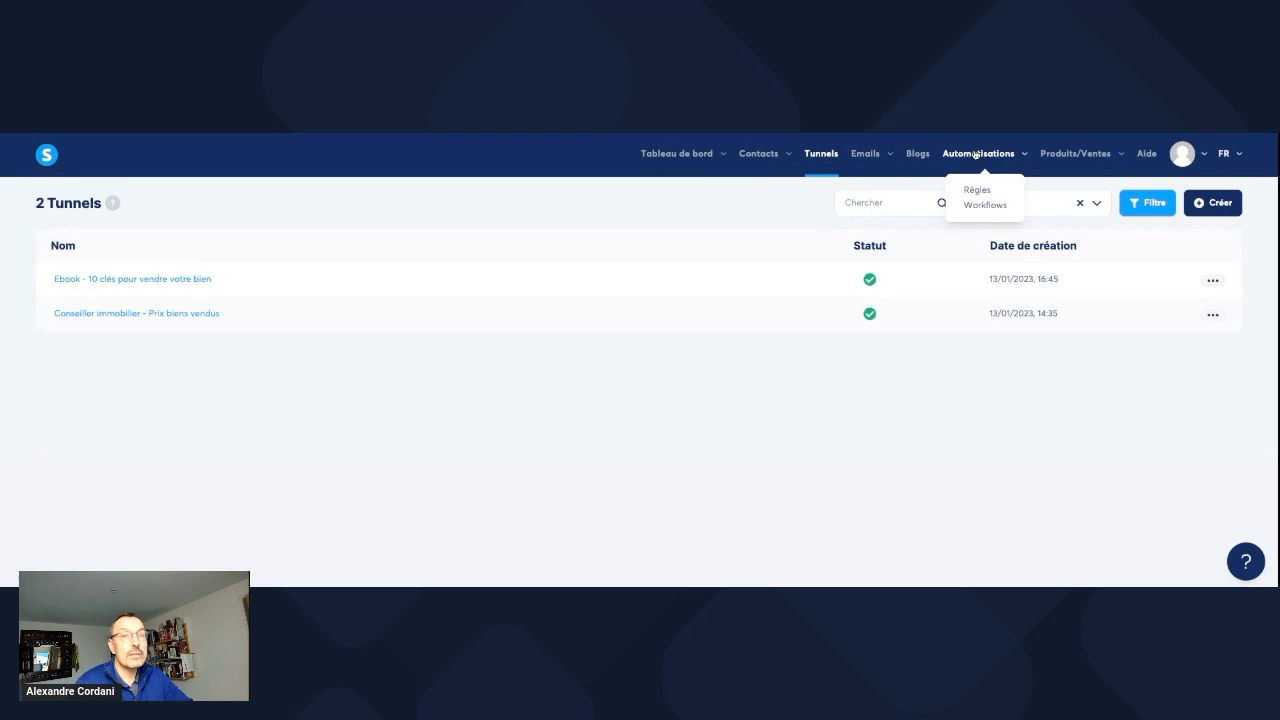 S
Tableau de bord Contacts Tunnels Emails Blogs Automatisations Produits/Ventes Aide FR
Règles
Workflows
2 Tunnels ?
Chercher
Filtre
Créer
Nom Statut Date de création
Ebook - 10 clés pour vendre votre bien 13/01/2023, 16:45
Conseiller immobilier - Prix biens vendus 13/01/2023, 14:35
?
Alexandre Cordani